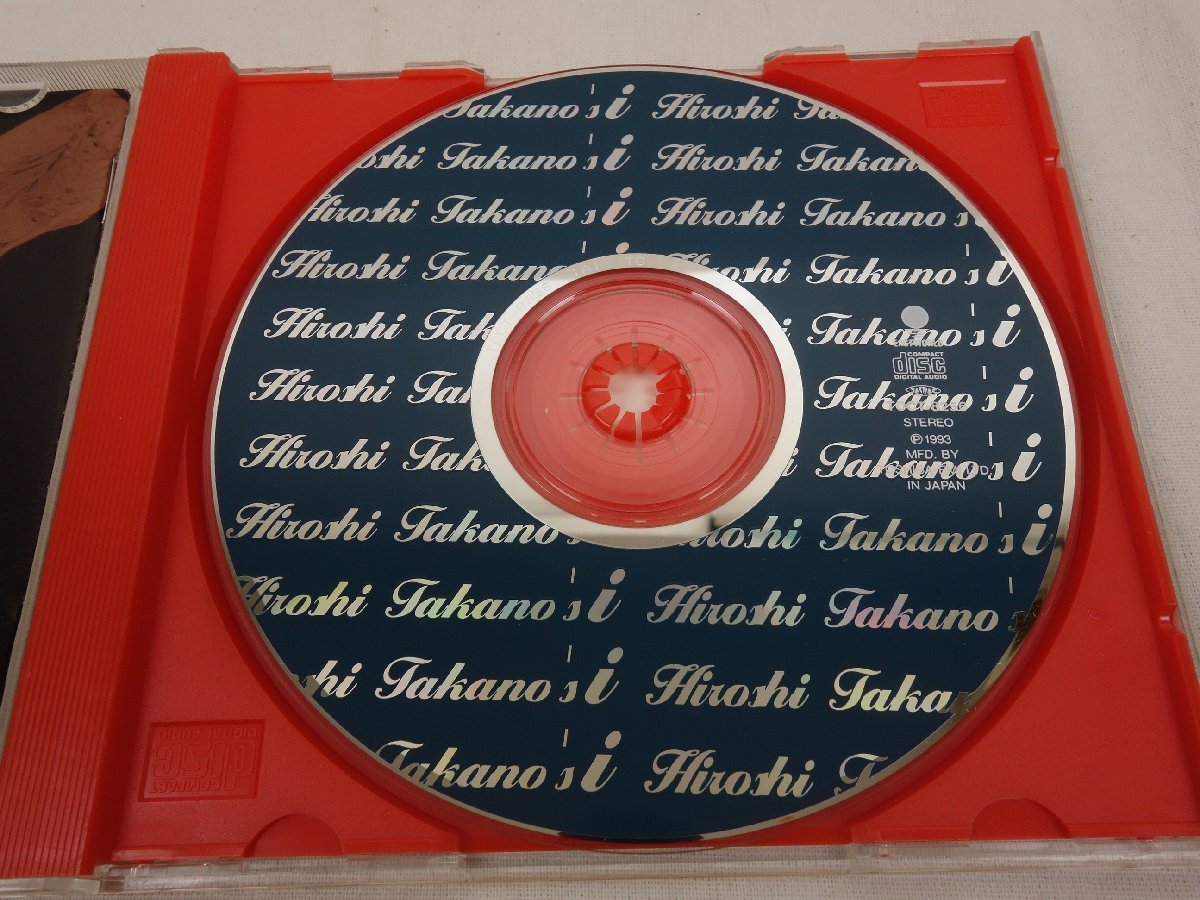 Takano's i Hiroshi
Hiroshi Takano's i Hiroshi Takano
Hiroshi Takano's i Hiroshi Takano's
Hiroshi Takano i Hiroshi Takano's i
Hiroshi Takano's i
Hiroshi Takano's i
Hiroshi Takano's i
Hiroshi Takano Hiroshi Takano's i
Hiroshi Takano's i Hiroshi Takano's
Hiroshi Takano's i Hiroshi Takano
Takano's i Hiroshi T
COMPACT
disc
DIGITAL AUDIO
STEREO
Ⓟ1993
MFD. BY
IN JAPAN
COMPACT
disc
DIGITAL AUDIO